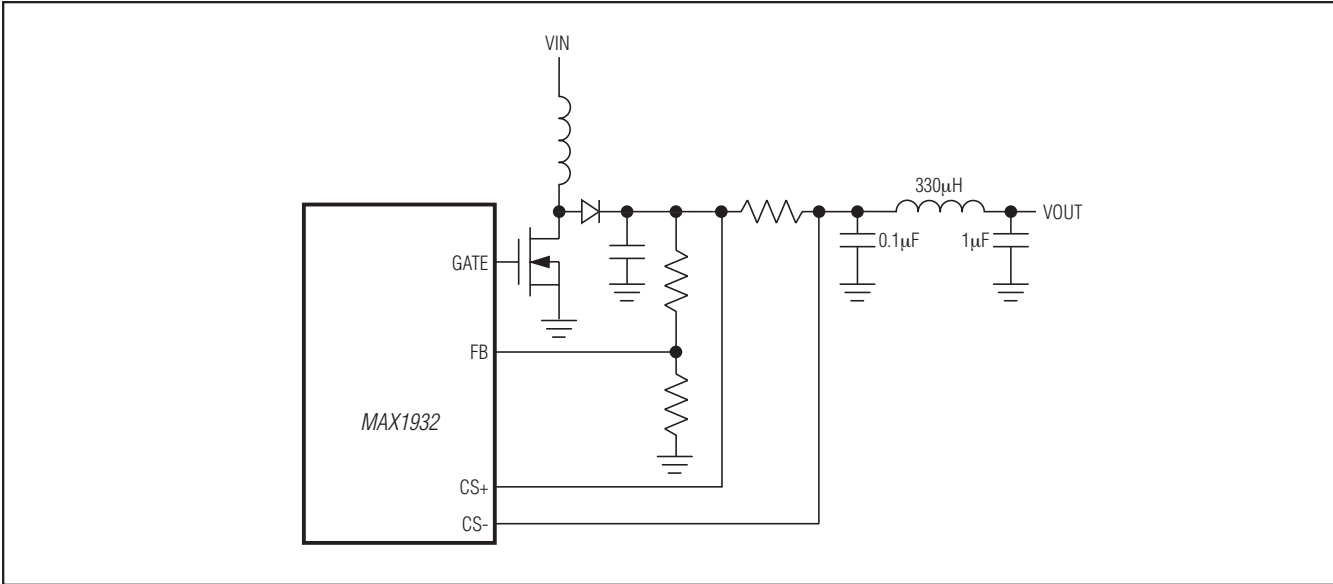 VIN
330μH
VOUT
0.1μF
1μF
GATE
FB
MAX1932
CS+
CS-